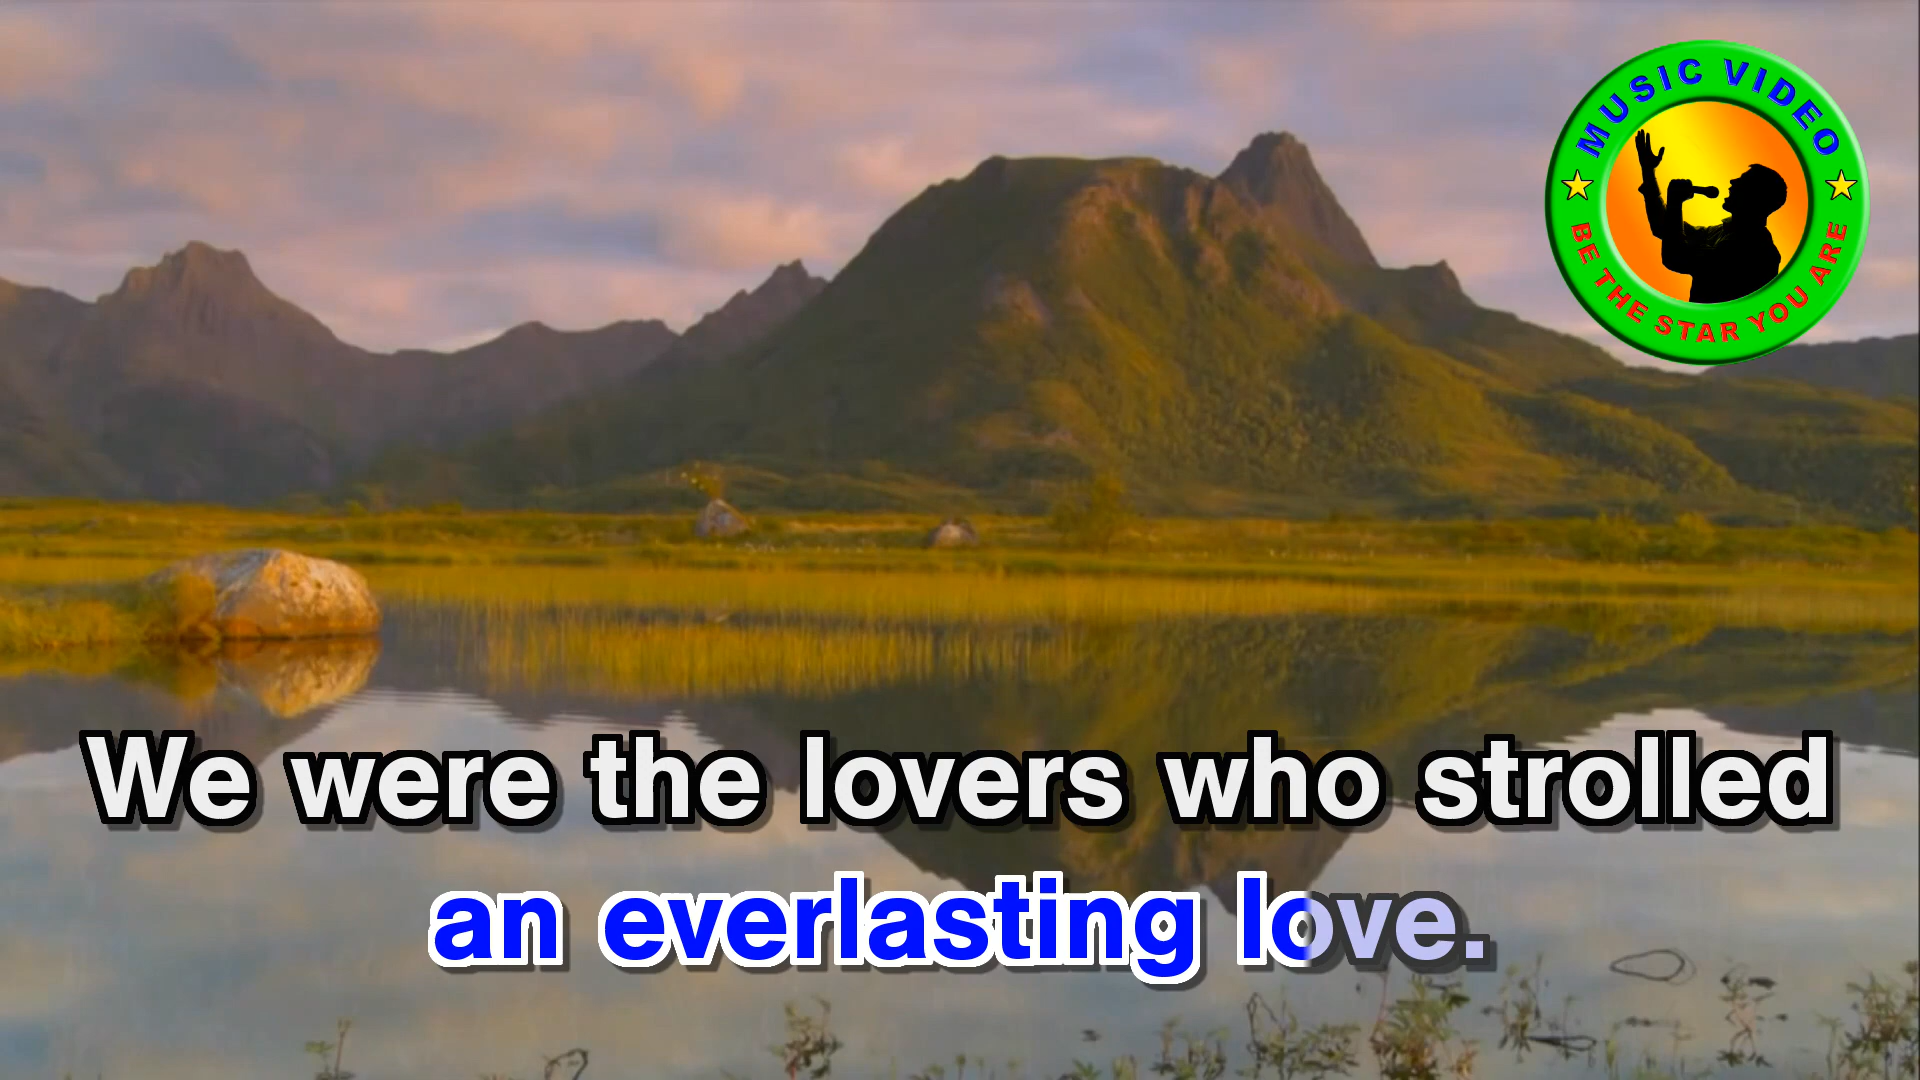 MUSIC VIDEO
BE THE STAR YOU ARE
We were the lovers who strolled
an everlasting love.